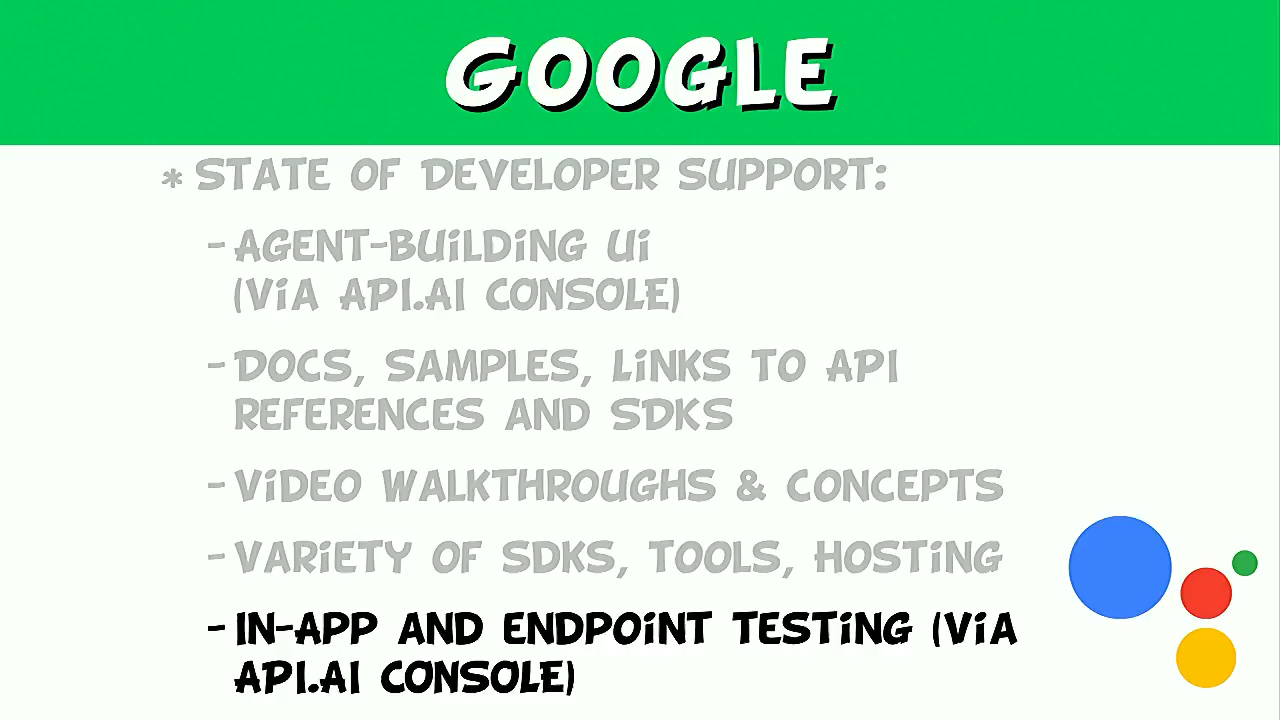 GOOGLE
* STATE OF DEVELOPER SUPPORT:
- AGENT-BUiLDiNG Ui
(ViA API.AI CONSOLE)
- DOCS, SAMPLES, LiNKS TO API
REFERENCES AND SDKS
- ViDEO WALKTHROUGHS & CONCEPTS
- VARiETY OF SDKS, TOOLS, HOSTiNG
- IN-APP AND ENDPOiNT TESTiNG (ViA
API.AI CONSOLE)